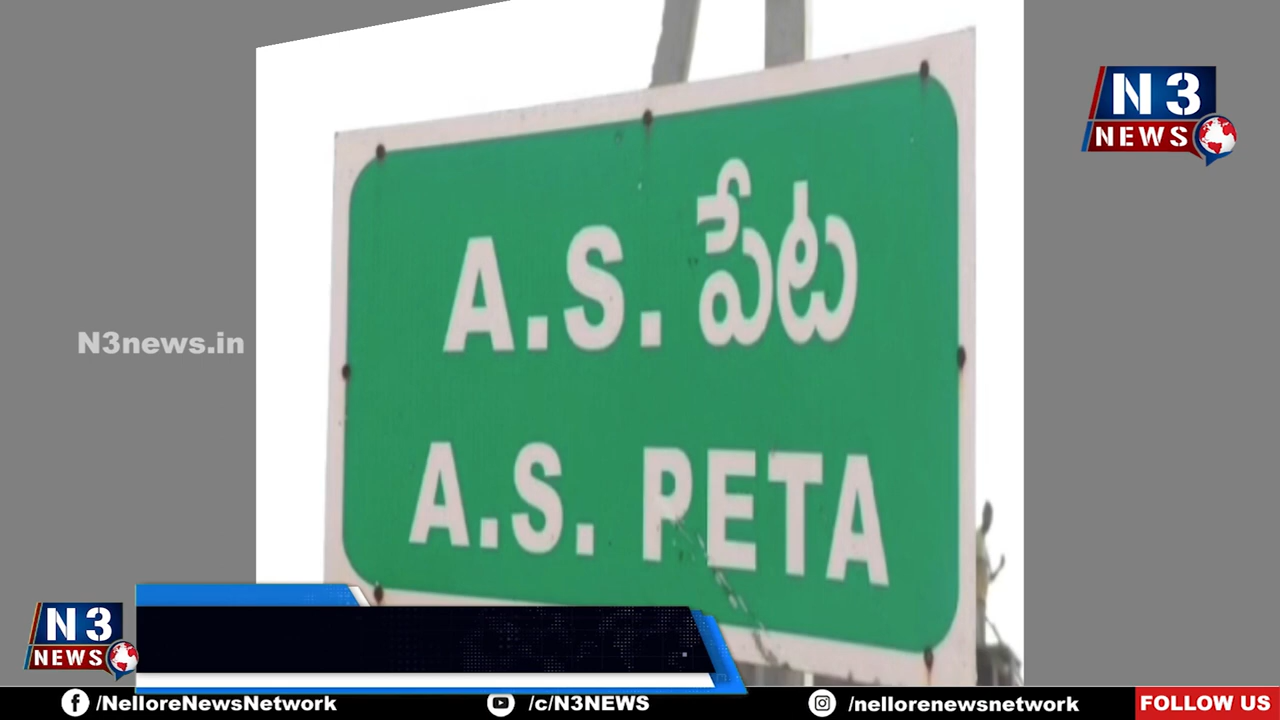 N3
NEWS
A.S. పేట
N3news.in
A.S. PETA
N3
NEWS
/NelloreNewsNetwork
/c/N3NEWS
/nellorenewsnetwork
FOLLOW US